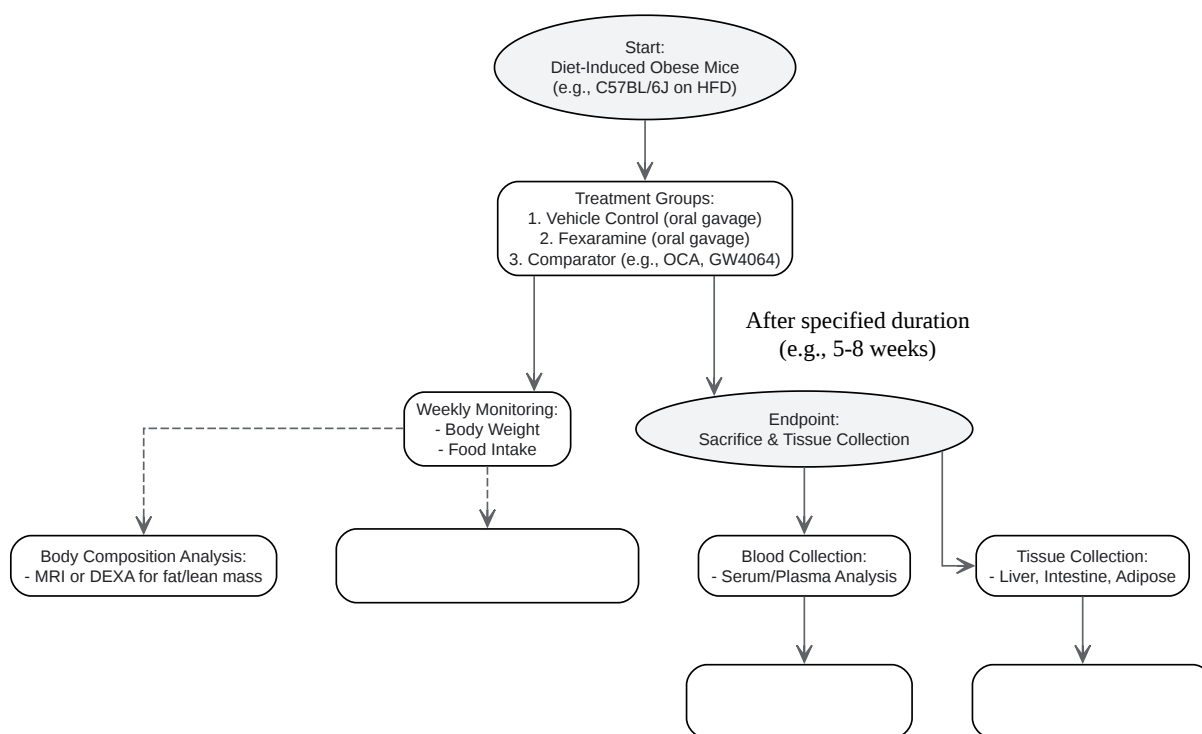 Start:
Diet-Induced Obese Mice
(e.g., C57BL/6J on HFD)
Treatment Groups:
1. Vehicle Control (oral gavage)
2. Fexaramine (oral gavage)
3. Comparator (e.g., OCA, GW4064)
After specified duration
(e.g., 5-8 weeks)
Weekly Monitoring:
- Body Weight
- Food Intake
Endpoint:
Sacrifice & Tissue Collection
Body Composition Analysis:
- MRI or DEXA for fat/lean mass
Blood Collection:
- Serum/Plasma Analysis
Tissue Collection:
- Liver, Intestine, Adipose